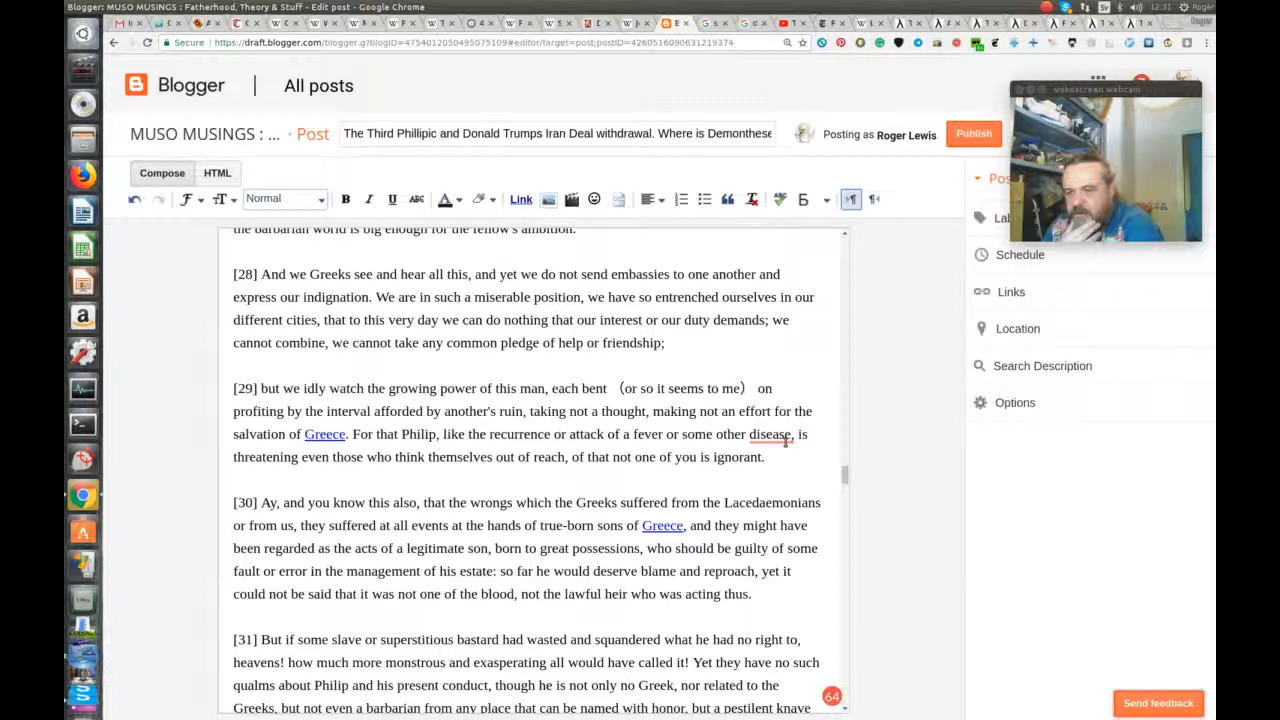 Blogger: MUSO MUSINGS : Fatherhood, Theory & Stuff - Edit post - Google Chrome
Sv
12:31
Roger
Roger
Secure
https://draft.blogger.com/blogger.g?blogID=4754012050495075109#editor/target=post;postID=4260516090631219374
vokoscreen webcam
Blogger
All posts
MUSO MUSINGS : ... · Post
The Third Phillipic and Donald Trumps Iran Deal withdrawal. Where is Demonthese
Posting as Roger Lewis
Publish
Compose
HTML
Normal
Link
the barbarian world is big enough for the fellow's ambition.
[28] And we Greeks see and hear all this, and yet we do not send embassies to one another and
express our indignation. We are in such a miserable position, we have so entrenched ourselves in our
different cities, that to this very day we can do nothing that our interest or our duty demands; we
cannot combine, we cannot take any common pledge of help or friendship;
[29] but we idly watch the growing power of this man, each bent （or so it seems to me） on
profiting by the interval afforded by another's ruin, taking not a thought, making not an effort for the
salvation of Greece. For that Philip, like the recurrence or attack of a fever or some other disease, is
threatening even those who think themselves out of reach, of that not one of you is ignorant.
[30] Ay, and you know this also, that the wrongs which the Greeks suffered from the Lacedaemonians
or from us, they suffered at all events at the hands of true-born sons of Greece, and they might have
been regarded as the acts of a legitimate son, born to great possessions, who should be guilty of some
fault or error in the management of his estate: so far he would deserve blame and reproach, yet it
could not be said that it was not one of the blood, not the lawful heir who was acting thus.
[31] But if some slave or superstitious bastard had wasted and squandered what he had no right to,
heavens! how much more monstrous and exasperating all would have called it! Yet they have no such
qualms about Philip and his present conduct, though he is not only no Greek, nor related to the
Greeks, but not even a barbarian from any place that can be named with honor, but a pestilent knave
64
Schedule
Links
Location
Search Description
Options
Send feedback